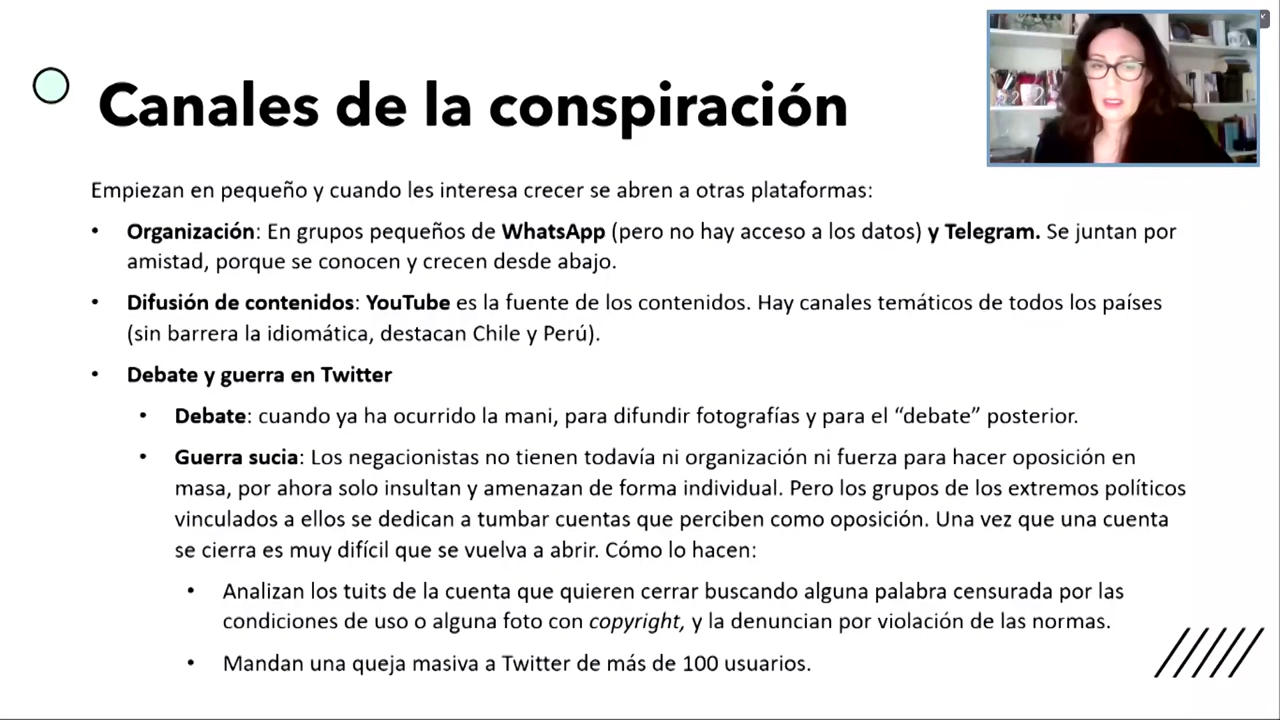 Canales de la conspiración
Empiezan en pequeño y cuando les interesa crecer se abren a otras plataformas:
• Organización: En grupos pequeños de WhatsApp (pero no hay acceso a los datos) y Telegram. Se juntan por
amistad, porque se conocen y crecen desde abajo.
• Difusión de contenidos: YouTube es la fuente de los contenidos. Hay canales temáticos de todos los países
(sin barrera la idiomática, destacan Chile y Perú).
• Debate y guerra en Twitter
• Debate: cuando ya ha ocurrido la mani, para difundir fotografías y para el “debate” posterior.
• Guerra sucia: Los negacionistas no tienen todavía ni organización ni fuerza para hacer oposición en
masa, por ahora solo insultan y amenazan de forma individual. Pero los grupos de los extremos políticos
vinculados a ellos se dedican a tumbar cuentas que perciben como oposición. Una vez que una cuenta
se cierra es muy difícil que se vuelva a abrir. Cómo lo hacen:
• Analizan los tuits de la cuenta que quieren cerrar buscando alguna palabra censurada por las
condiciones de uso o alguna foto con copyright, y la denuncian por violación de las normas.
• Mandan una queja masiva a Twitter de más de 100 usuarios.